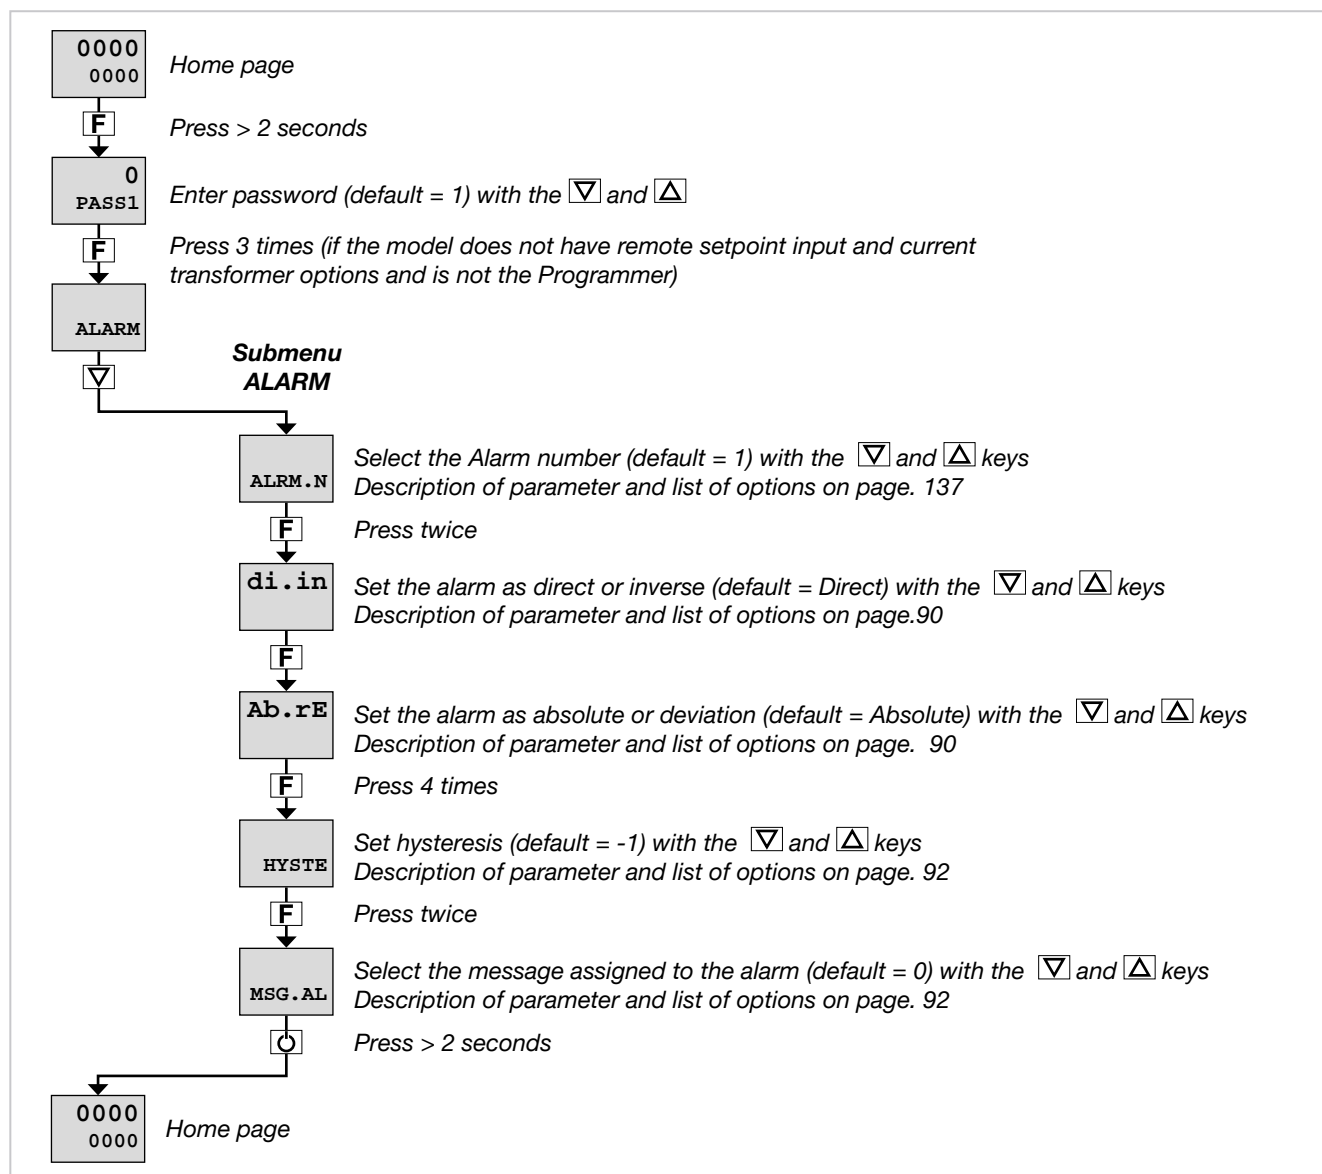 0000
0000
Home page
F
Press > 2 seconds
0
PASS1
Enter password (default = 1) with the ▽ and △
F
Press 3 times (if the model does not have remote setpoint input and current
transformer options and is not the Programmer)
ALARM
Submenu
ALARM
ALRM.N
Select the Alarm number (default = 1) with the ▽ and △ keys
Description of parameter and list of options on page. 137
F
Press twice
di.in
Set the alarm as direct or inverse (default = Direct) with the ▽ and △ keys
Description of parameter and list of options on page.90
F
Ab.rE
Set the alarm as absolute or deviation (default = Absolute) with the ▽ and △ keys
Description of parameter and list of options on page. 90
F
Press 4 times
HYSTE
Set hysteresis (default = -1) with the ▽ and △ keys
Description of parameter and list of options on page. 92
F
Press twice
MSG.AL
Select the message assigned to the alarm (default = 0) with the ▽ and △ keys
Description of parameter and list of options on page. 92
Press > 2 seconds
0000
0000
Home page